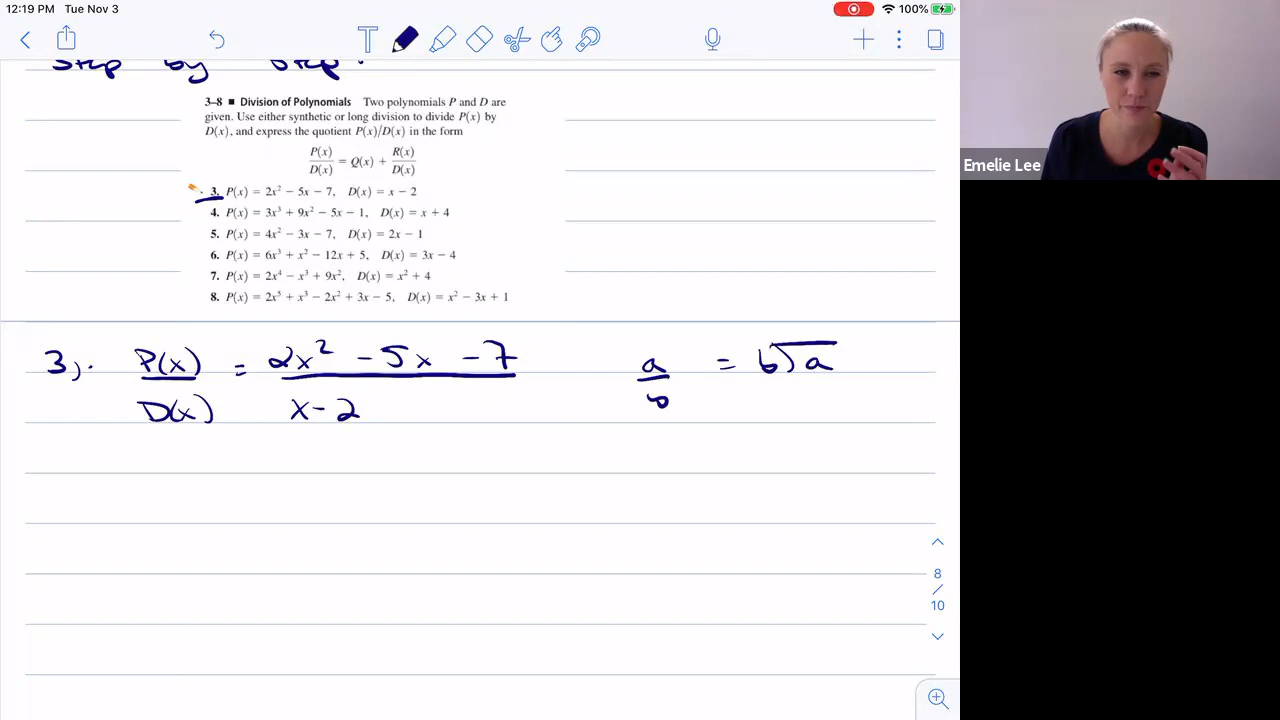 12:19 PM Tue Nov 3
100%
Step by Step.
3–8 ■ Division of Polynomials Two polynomials P and D are
given. Use either synthetic or long division to divide P(x) by
D(x), and express the quotient P(x)/D(x) in the form
P(x)/D(x) = Q(x) + R(x)/D(x)
3. P(x) = 2x² − 5x − 7, D(x) = x − 2
4. P(x) = 3x³ + 9x² − 5x − 1, D(x) = x + 4
5. P(x) = 4x² − 3x − 7, D(x) = 2x − 1
6. P(x) = 6x³ + x² − 12x + 5, D(x) = 3x − 4
7. P(x) = 2x⁴ − x³ + 9x², D(x) = x² + 4
8. P(x) = 2x⁵ + x³ − 2x² + 3x − 5, D(x) = x² − 3x + 1
3). P(x)/D(x) = 2x² − 5x − 7/x − 2
a/b = b⟌a
8
/
10
Emelie Lee